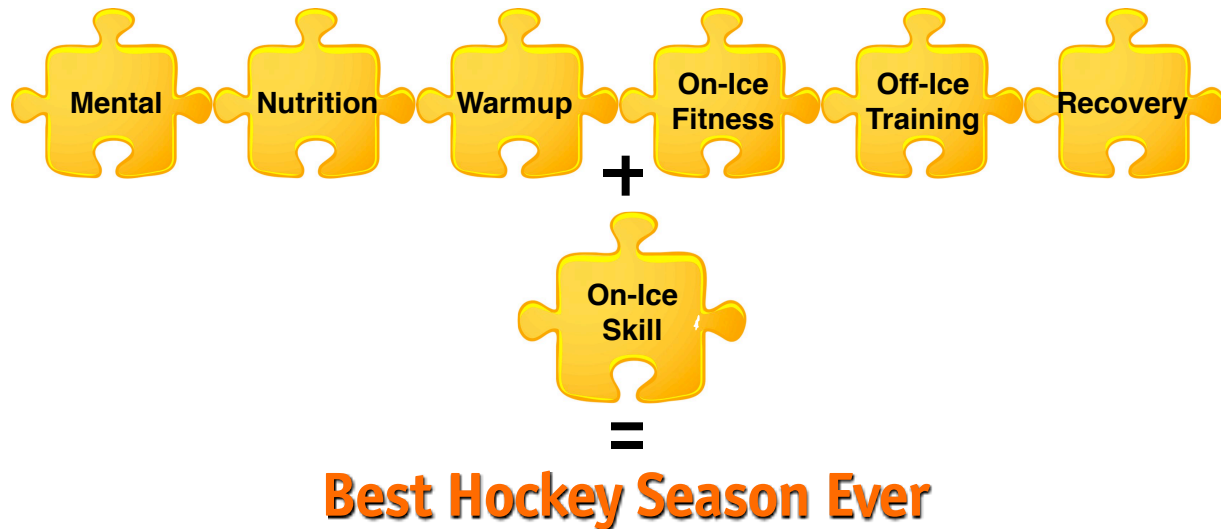 Mental
Nutrition
Warmup
On-Ice
Fitness
Off-Ice
Training
Recovery
+
On-Ice
Skill
=
Best Hockey Season Ever